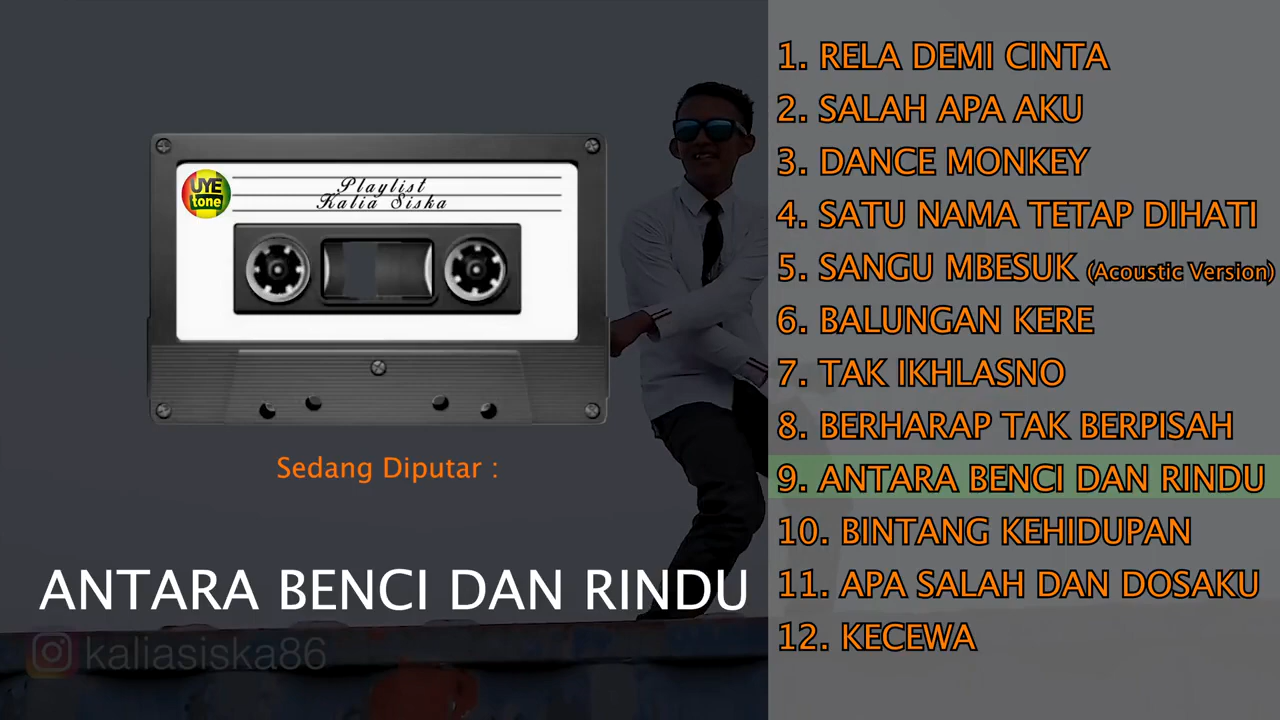 UYE
tone
Playlist
Kalia Siska
Sedang Diputar :
ANTARA BENCI DAN RINDU
kaliasiska86
1. RELA DEMI CINTA
2. SALAH APA AKU
3. DANCE MONKEY
4. SATU NAMA TETAP DIHATI
5. SANGU MBESUK (Acoustic Version)
6. BALUNGAN KERE
7. TAK IKHLASNO
8. BERHARAP TAK BERPISAH
9. ANTARA BENCI DAN RINDU
10. BINTANG KEHIDUPAN
11. APA SALAH DAN DOSAKU
12. KECEWA